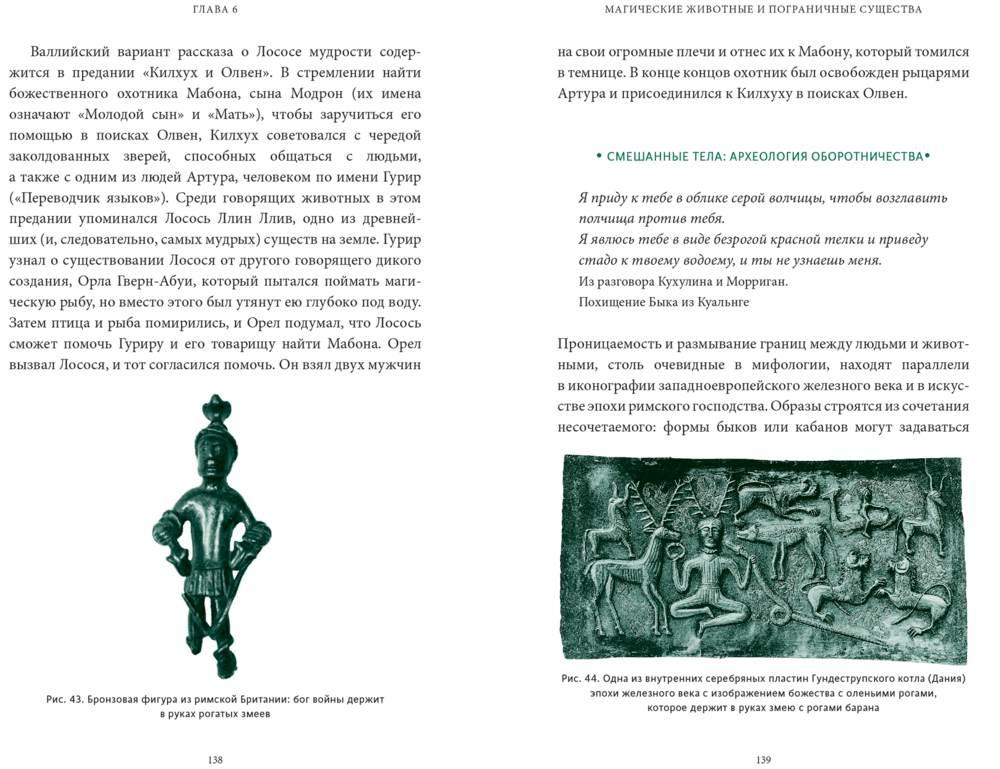 ГЛАВА 6
Валлийский вариант рассказа о Лососе мудрости содер-
жится в предании «Килхух и Олвен». В стремлении найти
божественного охотника Мабона, сына Модрон (их имена
означают «Молодой сын» и «Мать»), чтобы заручиться его
помощью в поисках Олвен, Килхух советовался с чередой
заколдованных зверей, способных общаться с людьми,
а также с одним из людей Артура, человеком по имени Гурир
(«Переводчик языков»). Среди говорящих животных в этом
предании упоминался Лосось Ллин Ллив, одно из древней-
ших (и, следовательно, самых мудрых) существ на земле. Гурир
узнал о существовании Лосося от другого говорящего дикого
создания, Орла Гверн-Абуи, который пытался поймать маги-
ческую рыбу, но вместо этого был утянут ею глубоко под воду.
Затем птица и рыба помирились, и Орел подумал, что Лосось
сможет помочь Гуриру и его товарищу найти Мабона. Орел
вызвал Лосося, и тот согласился помочь. Он взял двух мужчин
Рис. 43. Бронзовая фигура из римской Британии: бог войны держит
в руках рогатых змеев
138
МАГИЧЕСКИЕ ЖИВОТНЫЕ И ПОГРАНИЧНЫЕ СУЩЕСТВА
на свои огромные плечи и отнес их к Мабону, который томился
в темнице. В конце концов охотник был освобожден рыцарями
Артура и присоединился к Килхуху в поисках Олвен.
• СМЕШАННЫЕ ТЕЛА: АРХЕОЛОГИЯ ОБОРОТНИЧЕСТВА•
Я приду к тебе в облике серой волчицы, чтобы возглавить
полчища против тебя.
Я явлюсь тебе в виде безрогой красной телки и приведу
стадо к твоему водоему, и ты не узнаешь меня.
Из разговора Кухулина и Морриган.
Похищение Быка из Куальнге
Проницаемость и размывание границ между людьми и живот-
ными, столь очевидные в мифологии, находят параллели
в иконографии западноевропейского железного века и в искус-
стве эпохи римского господства. Образы строятся из сочетания
несочетаемого: формы быков или кабанов могут задаваться
Рис. 44. Одна из внутренних серебряных пластин Гундеструпского котла (Дания)
эпохи железного века с изображением божества с оленьими рогами,
которое держит в руках змею с рогами барана
139